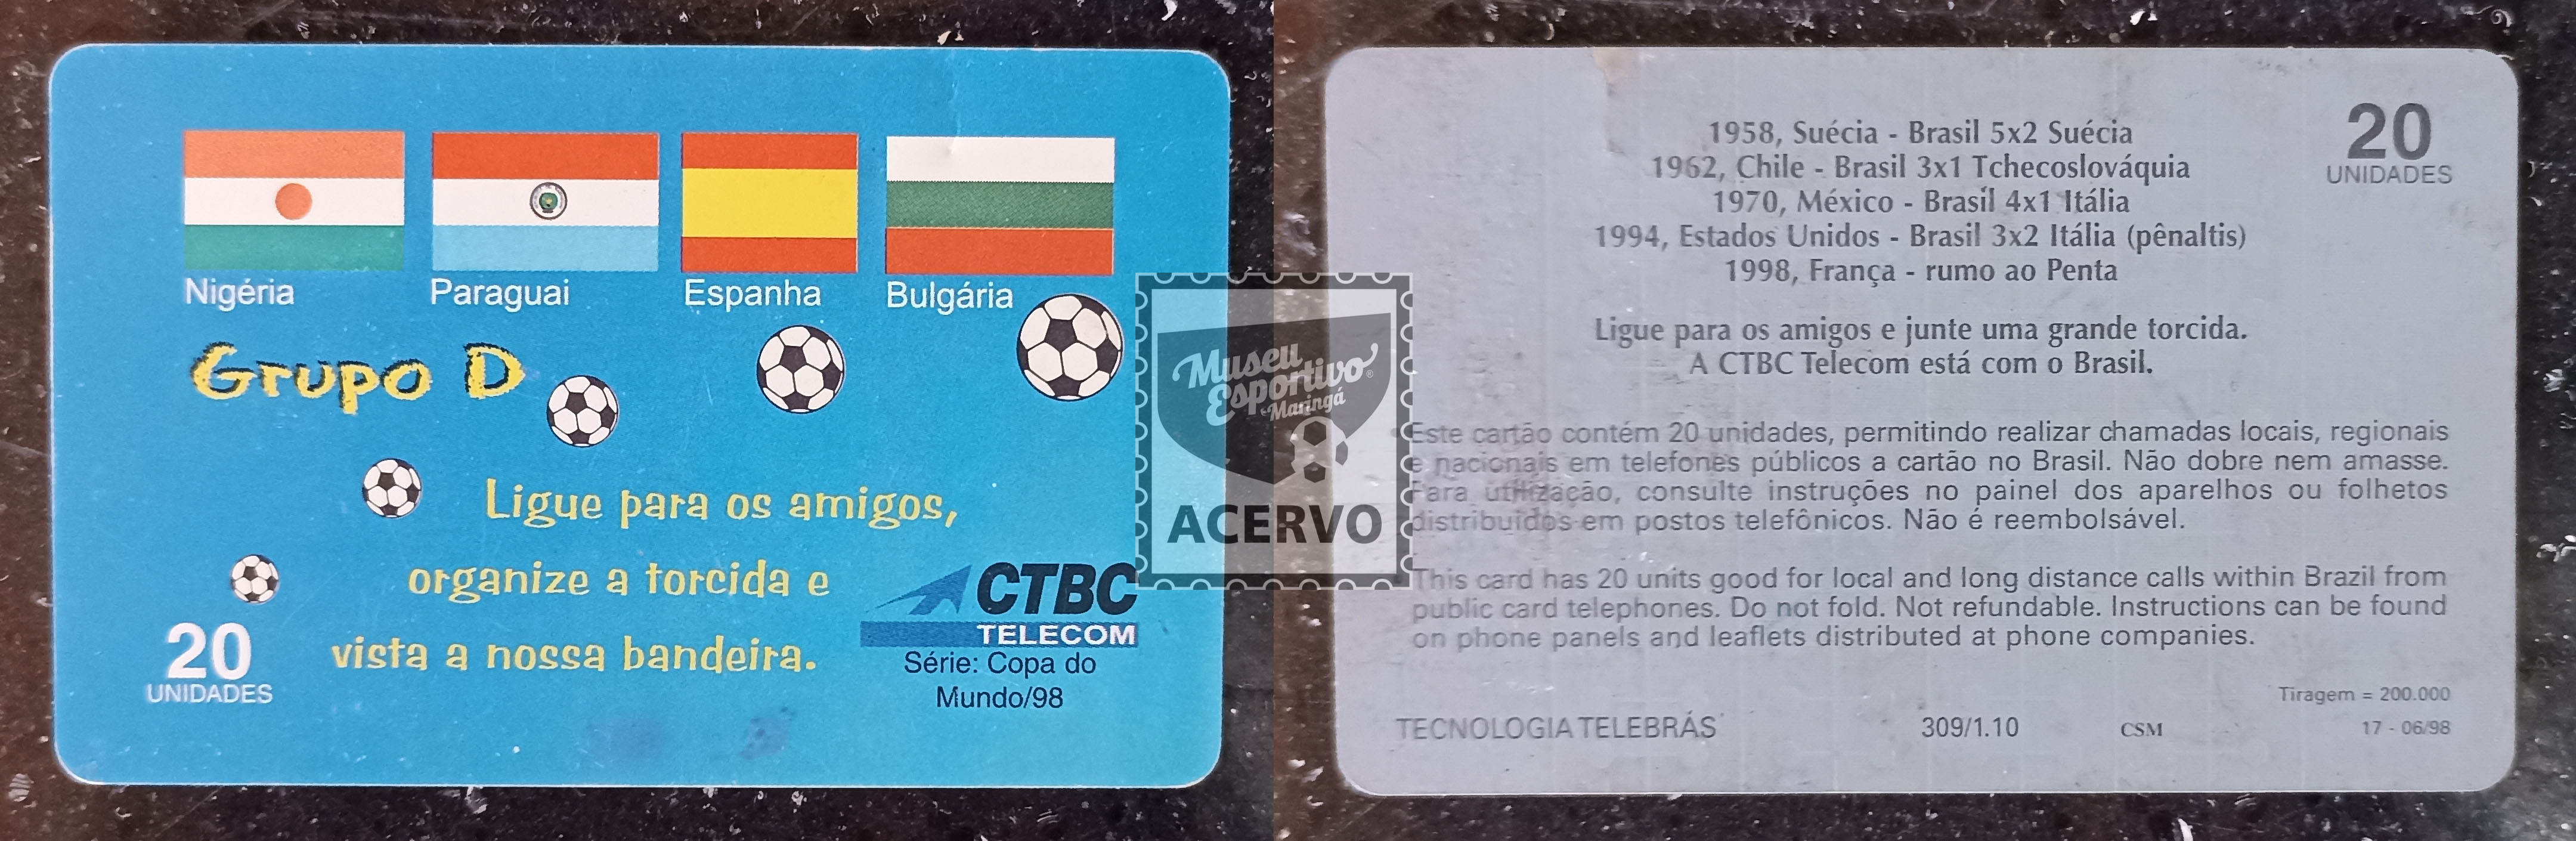 Nigéria
Paraguai
Espanha
Bulgária
Grupo D
Ligue para os amigos,
organize a torcida e
vista a nossa bandeira.
20
UNIDADES
CTBC
TELECOM
Série: Copa do
Mundo/98
Museu
Esportivo
Maringá
ACERVO
1958, Suécia - Brasil 5x2 Suécia
1962, Chile - Brasil 3x1 Tchecoslováquia
1970, México - Brasil 4x1 Itália
1994, Estados Unidos - Brasil 3x2 Itália (pênaltis)
1998, França - rumo ao Penta
20
UNIDADES
Ligue para os amigos e junte uma grande torcida.
A CTBC Telecom está com o Brasil.
Este cartão contém 20 unidades, permitindo realizar chamadas locais, regionais
e nacionais em telefones públicos a cartão no Brasil. Não dobre nem amasse.
Para utilização, consulte instruções no painel dos aparelhos ou folhetos
distribuídos em postos telefônicos. Não é reembolsável.
This card has 20 units good for local and long distance calls within Brazil from
public card telephones. Do not fold. Not refundable. Instructions can be found
on phone panels and leaflets distributed at phone companies.
Tiragem = 200.000
TECNOLOGIA TELEBRÁS
309/1.10
CSM
17 - 06/98